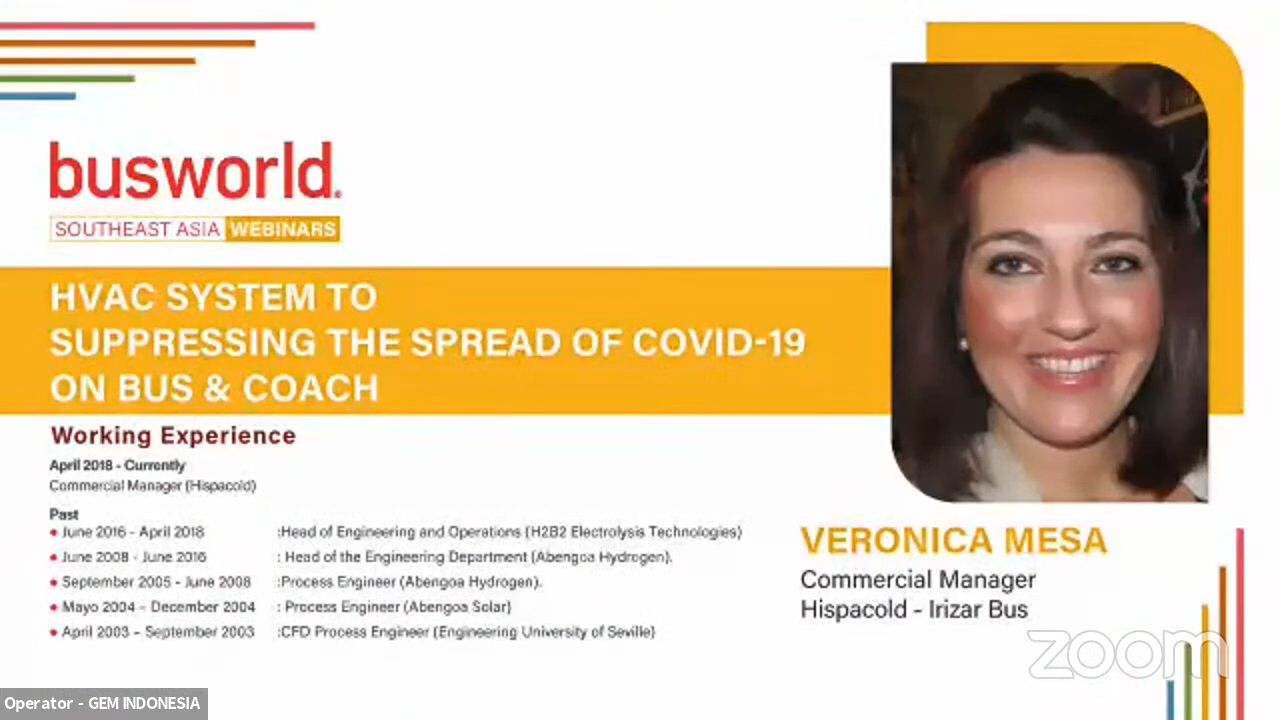 busworld.
SOUTHEAST ASIA WEBINARS
HVAC SYSTEM TO
SUPPRESSING THE SPREAD OF COVID-19
ON BUS & COACH
Working Experience
April 2018 - Currently
Commercial Manager (Hispacold)
Past
• June 2016 - April 2018 :Head of Engineering and Operations (H2B2 Electrolysis Technologies)
• June 2008 - June 2016 : Head of the Engineering Department (Abengoa Hydrogen).
• September 2005 - June 2008 :Process Engineer (Abengoa Hydrogen).
• Mayo 2004 - December 2004 : Process Engineer (Abengoa Solar)
• April 2003 - September 2003 :CFD Process Engineer (Engineering University of Seville)
VERONICA MESA
Commercial Manager
Hispacold - Irizar Bus
zoom
Operator - GEM INDONESIA